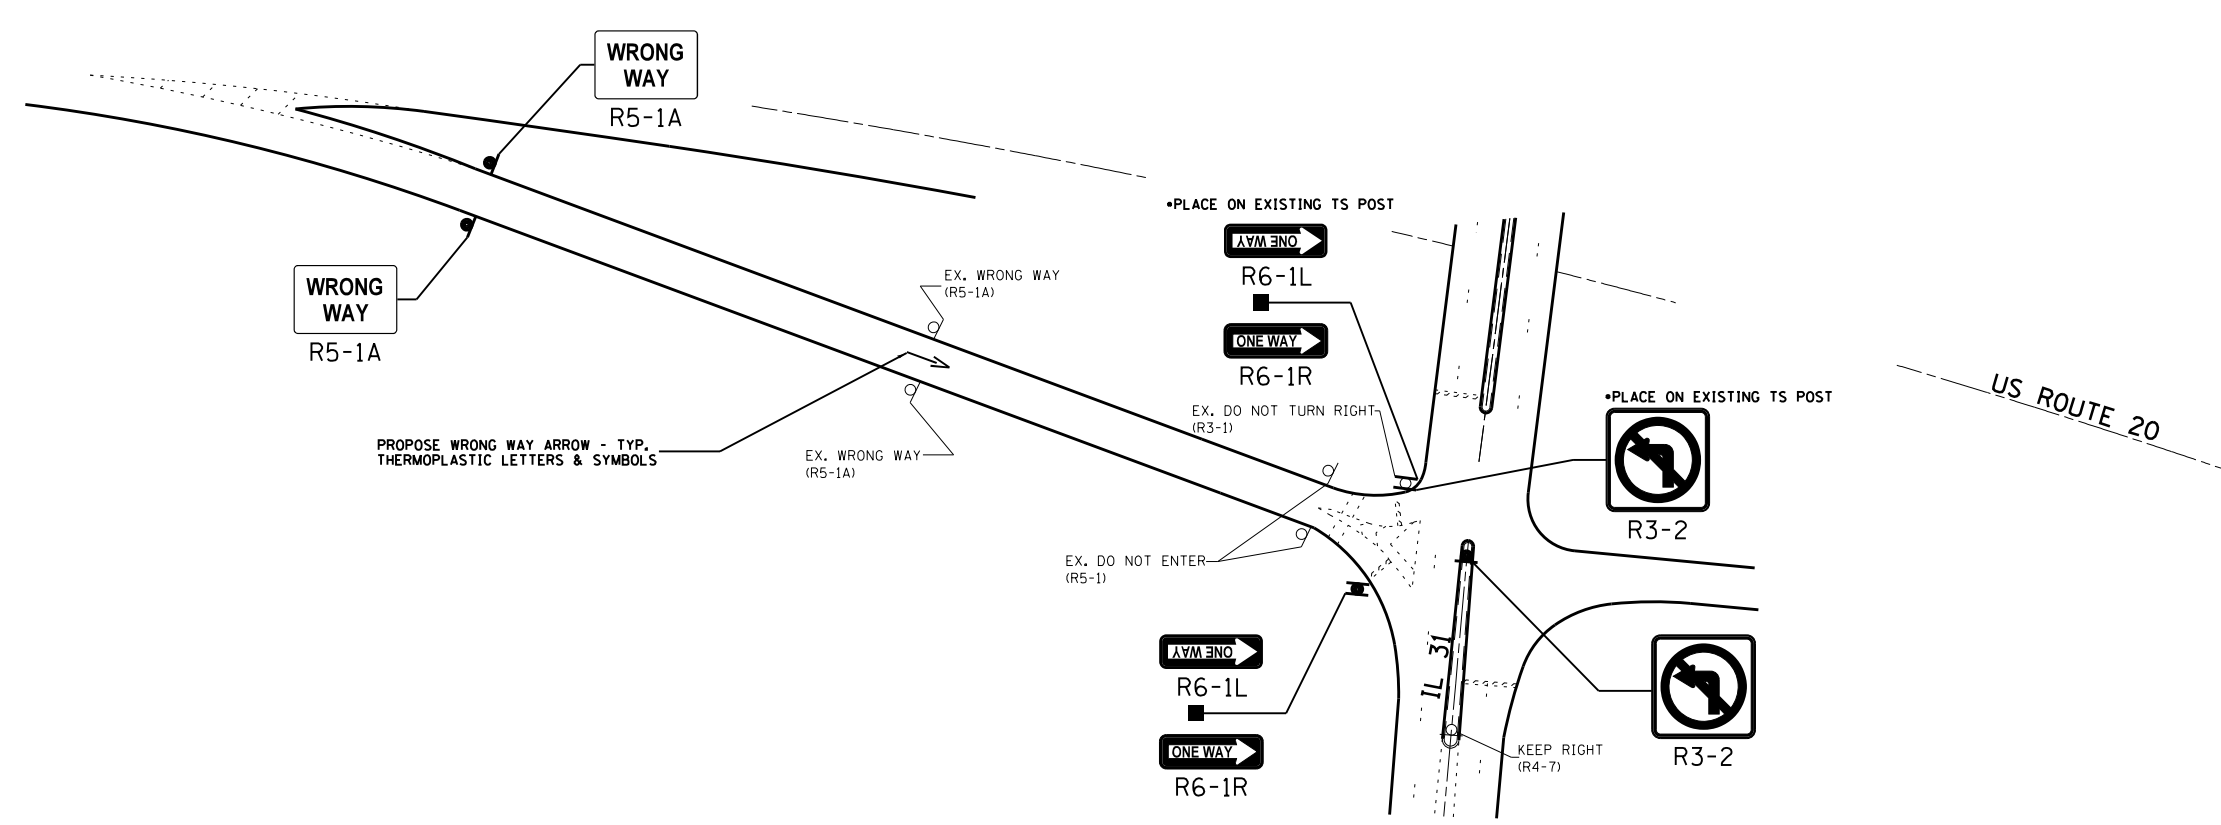 WRONG
WAY
R5-1A
WRONG
WAY
R5-1A
EX. WRONG WAY
(R5-1A)
PROPOSE WRONG WAY ARROW - TYP.
THERMOPLASTIC LETTERS & SYMBOLS
EX. WRONG WAY
(R5-1A)
•PLACE ON EXISTING TS POST
ONE WAY
R6-1L
ONE WAY
R6-1R
EX. DO NOT TURN RIGHT
(R3-1)
•PLACE ON EXISTING TS POST
R3-2
US ROUTE 20
EX. DO NOT ENTER
(R5-1)
ONE WAY
R6-1L
ONE WAY
R6-1R
IL 31
R3-2
KEEP RIGHT
(R4-7)